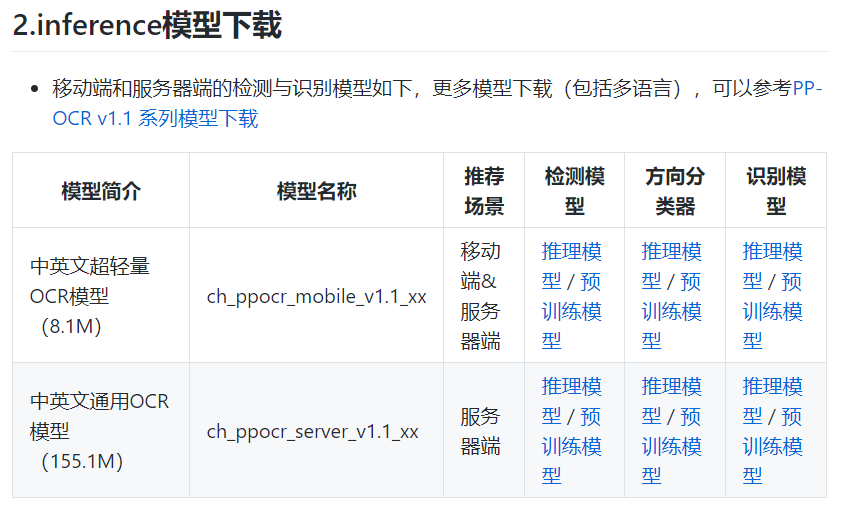 2.inference模型下载
移动端和服务器端的检测与识别模型如下，更多模型下载（包括多语言），可以参考PP-
OCR v1.1 系列模型下载
模型简介
模型名称
推荐
场景
检测模
型
方向分
类器
识别模
型
中英文超轻量
OCR模型
（8.1M）
ch_ppocr_mobile_v1.1_xx
移动
端&
服务
器端
推理模
型 / 预
训练模
型
推理模
型 / 预
训练模
型
推理模
型 / 预
训练模
型
中英文通用OCR
模型
（155.1M）
ch_ppocr_server_v1.1_xx
服务
器端
推理模
型 / 预
训练模
型
推理模
型 / 预
训练模
型
推理模
型 / 预
训练模
型